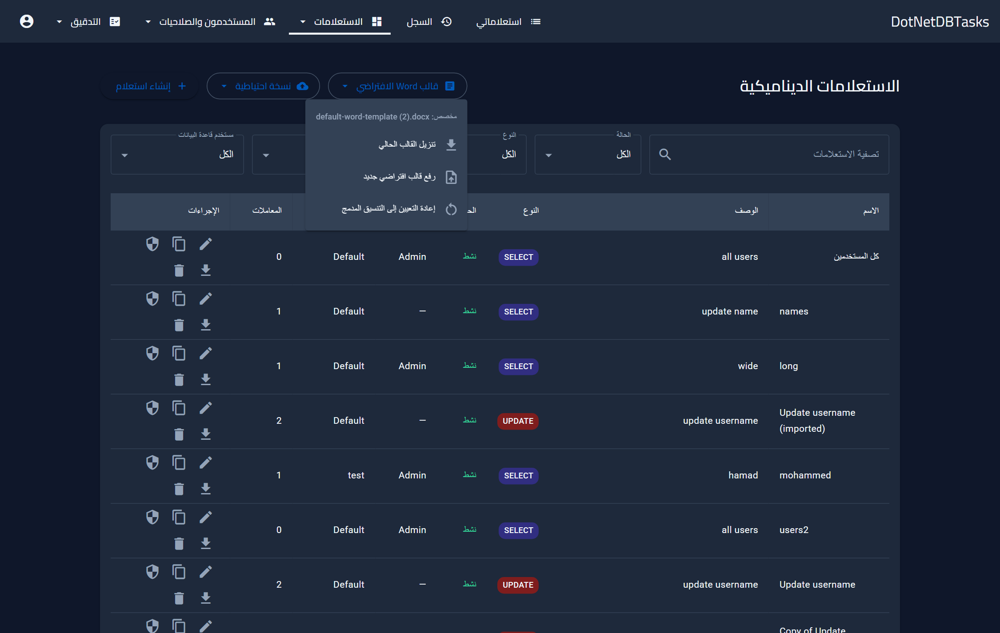 DotNetDBTasks
استعلاماتي
السجل
الاستعلامات
المستخدمون والصلاحيات
التدقيق
الاستعلامات الديناميكية
قالب Word الافتراضي
نسخة احتياطية
إنشاء استعلام
مخصص: default-word-template (2).docx
تنزيل القالب الحالي
رفع قالب افتراضي جديد
إعادة التعيين إلى التنسيق المدمج
تصفية الاستعلامات
الحالة
الكل
النوع
الكل
مستخدم قاعدة البيانات
الكل
الاسم الوصف النوع الحـ المعاملات الإجراءات
كل المستخدمين all users SELECT نشط Admin Default 0
names update name SELECT نشط — Default 1
long wide SELECT نشط Admin Default 1
Update username
(imported)
update username UPDATE نشط — Default 2
mohammed hamad SELECT نشط Admin test 1
users2 all users SELECT نشط Admin Default 0
Update username update username UPDATE نشط — Default 2
Copy of Update